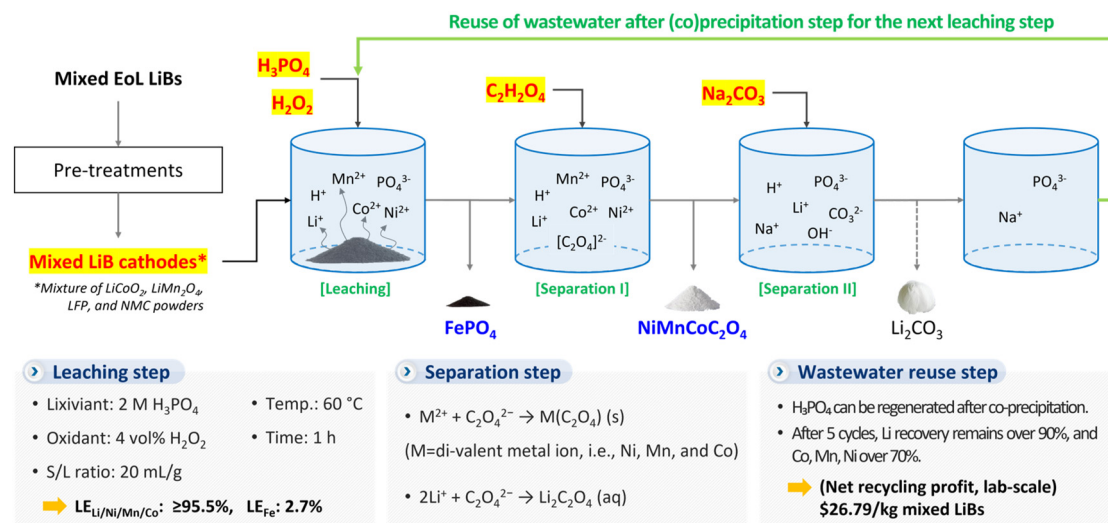 Reuse of wastewater after (co)precipitation step for the next leaching step
Mixed EoL LiBs
Pre-treatments
Mixed LiB cathodes*
*Mixture of LiCoO₂, LiMn₂O₄,
LFP, and NMC powders
H₃PO₄
H₂O₂
Mn²⁺ PO₄³⁻
H⁺
Co²⁺ Ni²⁺
Li⁺
[Leaching]
FePO₄
C₂H₂O₄
Mn²⁺ PO₄³⁻
H⁺
Co²⁺ Ni²⁺
Li⁺
[C₂O₄]²⁻
[Separation I]
NiMnCoC₂O₄
Na₂CO₃
H⁺ PO₄³⁻
Li⁺
CO₃²⁻
Na⁺
OH⁻
[Separation II]
Li₂CO₃
PO₄³⁻
Na⁺
Leaching step
• Lixiviant: 2 M H₃PO₄ • Temp.: 60 °C
• Oxidant: 4 vol% H₂O₂ • Time: 1 h
• S/L ratio: 20 mL/g
LE Li/Ni/Mn/Co: ≥95.5%, LE Fe: 2.7%
Separation step
• M²⁺ + C₂O₄²⁻ → M(C₂O₄) (s)
(M=di-valent metal ion, i.e., Ni, Mn, and Co)
• 2Li⁺ + C₂O₄²⁻ → Li₂C₂O₄ (aq)
Wastewater reuse step
• H₃PO₄ can be regenerated after co-precipitation.
• After 5 cycles, Li recovery remains over 90%, and
Co, Mn, Ni over 70%.
(Net recycling profit, lab-scale)
$26.79/kg mixed LiBs